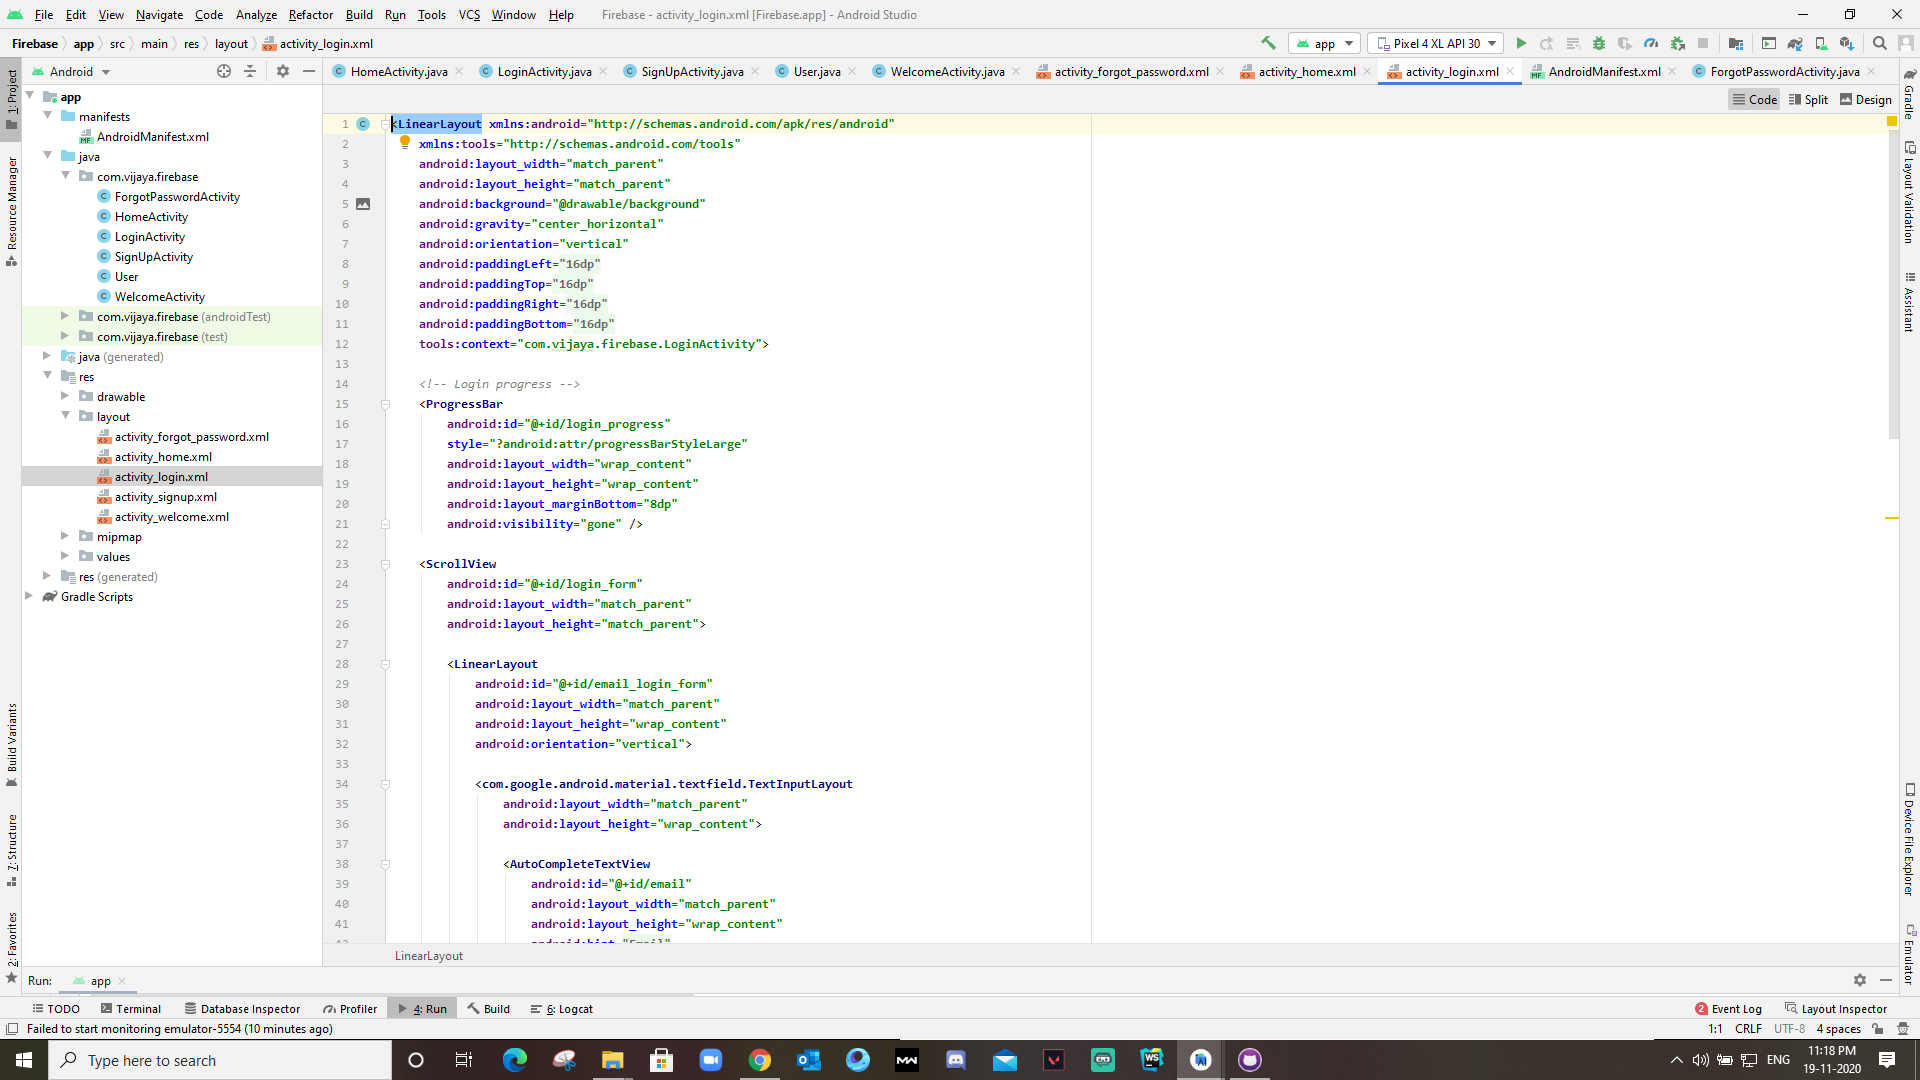 File Edit View Navigate Code Analyze Refactor Build Run Tools VCS Window Help Firebase - activity_login.xml [Firebase.app] - Android Studio
Firebase app src main res layout activity_login.xml app Pixel 4 XL API 30
Android HomeActivity.java LoginActivity.java SignUpActivity.java User.java WelcomeActivity.java activity_forgot_password.xml activity_home.xml activity_login.xml AndroidManifest.xml ForgotPasswordActivity.java
Code Split Design
1: Project
Resource Manager
Build Variants
7: Structure
2: Favorites
app
manifests
AndroidManifest.xml
java
com.vijaya.firebase
ForgotPasswordActivity
HomeActivity
LoginActivity
SignUpActivity
User
WelcomeActivity
com.vijaya.firebase (androidTest)
com.vijaya.firebase (test)
java (generated)
res
drawable
layout
activity_forgot_password.xml
activity_home.xml
activity_login.xml
activity_signup.xml
activity_welcome.xml
mipmap
values
res (generated)
Gradle Scripts
1 <LinearLayout xmlns:android="http://schemas.android.com/apk/res/android"
2 xmlns:tools="http://schemas.android.com/tools"
3 android:layout_width="match_parent"
4 android:layout_height="match_parent"
5 android:background="@drawable/background"
6 android:gravity="center_horizontal"
7 android:orientation="vertical"
8 android:paddingLeft="16dp"
9 android:paddingTop="16dp"
10 android:paddingRight="16dp"
11 android:paddingBottom="16dp"
12 tools:context="com.vijaya.firebase.LoginActivity">
13
14 <!-- Login progress -->
15 <ProgressBar
16 android:id="@+id/login_progress"
17 style="?android:attr/progressBarStyleLarge"
18 android:layout_width="wrap_content"
19 android:layout_height="wrap_content"
20 android:layout_marginBottom="8dp"
21 android:visibility="gone" />
22
23 <ScrollView
24 android:id="@+id/login_form"
25 android:layout_width="match_parent"
26 android:layout_height="match_parent">
27
28 <LinearLayout
29 android:id="@+id/email_login_form"
30 android:layout_width="match_parent"
31 android:layout_height="wrap_content"
32 android:orientation="vertical">
33
34 <com.google.android.material.textfield.TextInputLayout
35 android:layout_width="match_parent"
36 android:layout_height="wrap_content">
37
38 <AutoCompleteTextView
39 android:id="@+id/email"
40 android:layout_width="match_parent"
41 android:layout_height="wrap_content"
42 android:hint="Email"
LinearLayout
Gradle
Layout Validation
Assistant
Device File Explorer
Emulator
Run: app
TODO Terminal Database Inspector Profiler 4: Run Build 6: Logcat 2 Event Log Layout Inspector
Failed to start monitoring emulator-5554 (10 minutes ago) 1:1 CRLF UTF-8 4 spaces
Type here to search WS ENG 11:18 PM
19-11-2020